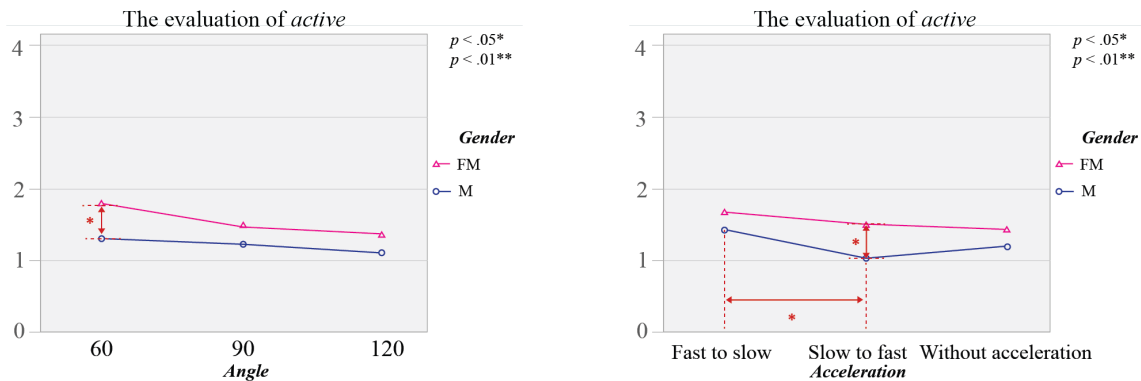 The evaluation of active
p < .05*
p < .01**
4
3
2
1
0
*
Gender
FM
M
60 90 120
Angle
The evaluation of active
p < .05*
p < .01**
4
3
2
1
0
*
*
Gender
FM
M
Fast to slow Slow to fast Without acceleration
Acceleration